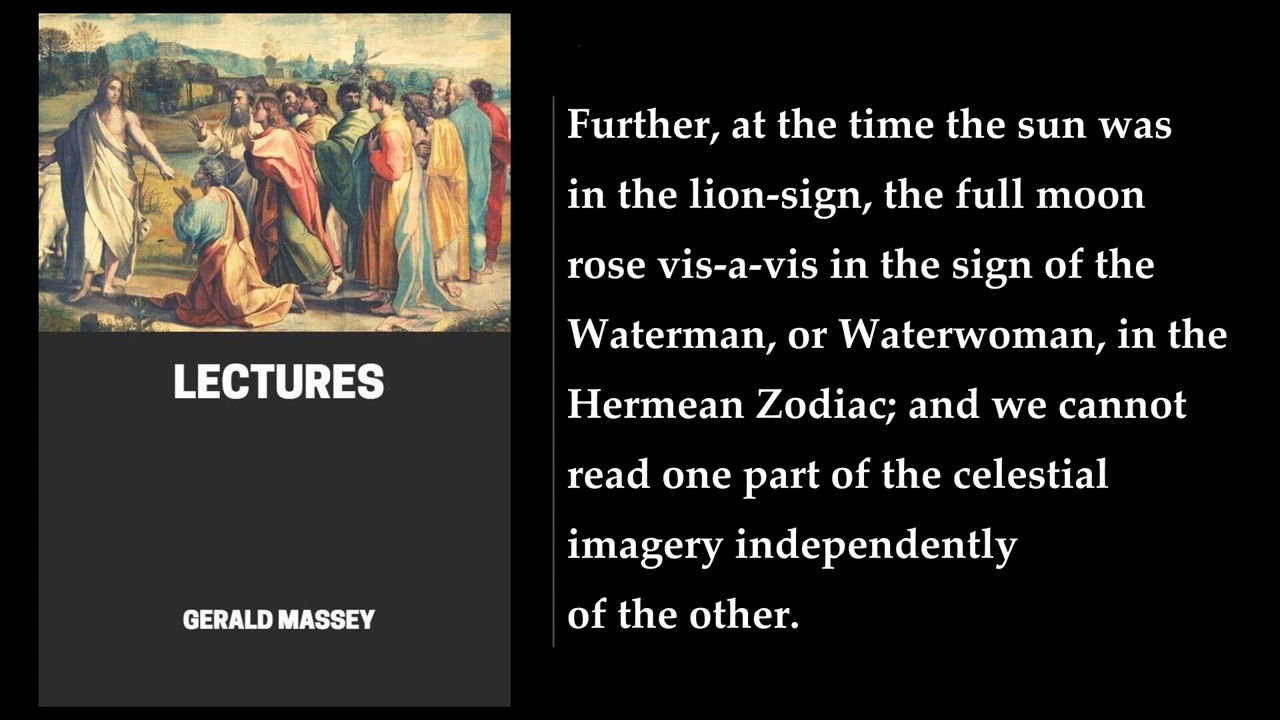 LECTURES
GERALD MASSEY
Further, at the time the sun was
in the lion-sign, the full moon
rose vis-a-vis in the sign of the
Waterman, or Waterwoman, in the
Hermean Zodiac; and we cannot
read one part of the celestial
imagery independently
of the other.